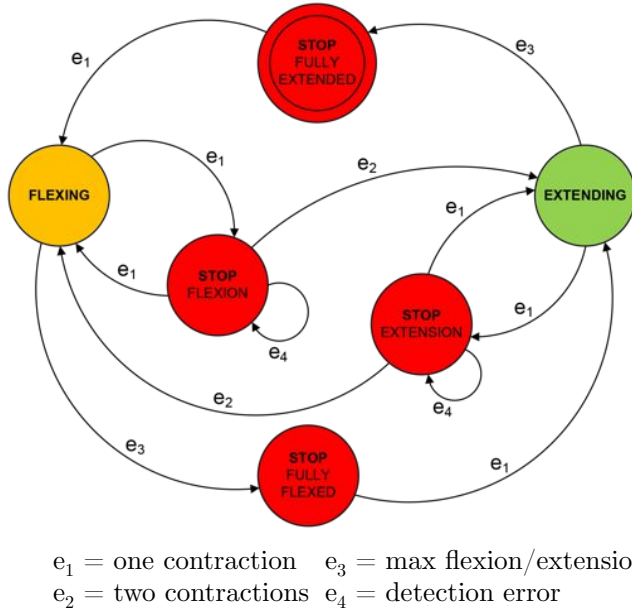 STOP
FULLY
EXTENDED
e₁
e₃
e₁
e₂
FLEXING
EXTENDING
e₁
STOP
FLEXION
e₁
e₄
STOP
EXTENSION
e₁
e₄
e₂
e₃
STOP
FULLY
FLEXED
e₁
e₁ = one contraction e₃ = max flexion/extensio
e₂ = two contractions e₄ = detection error